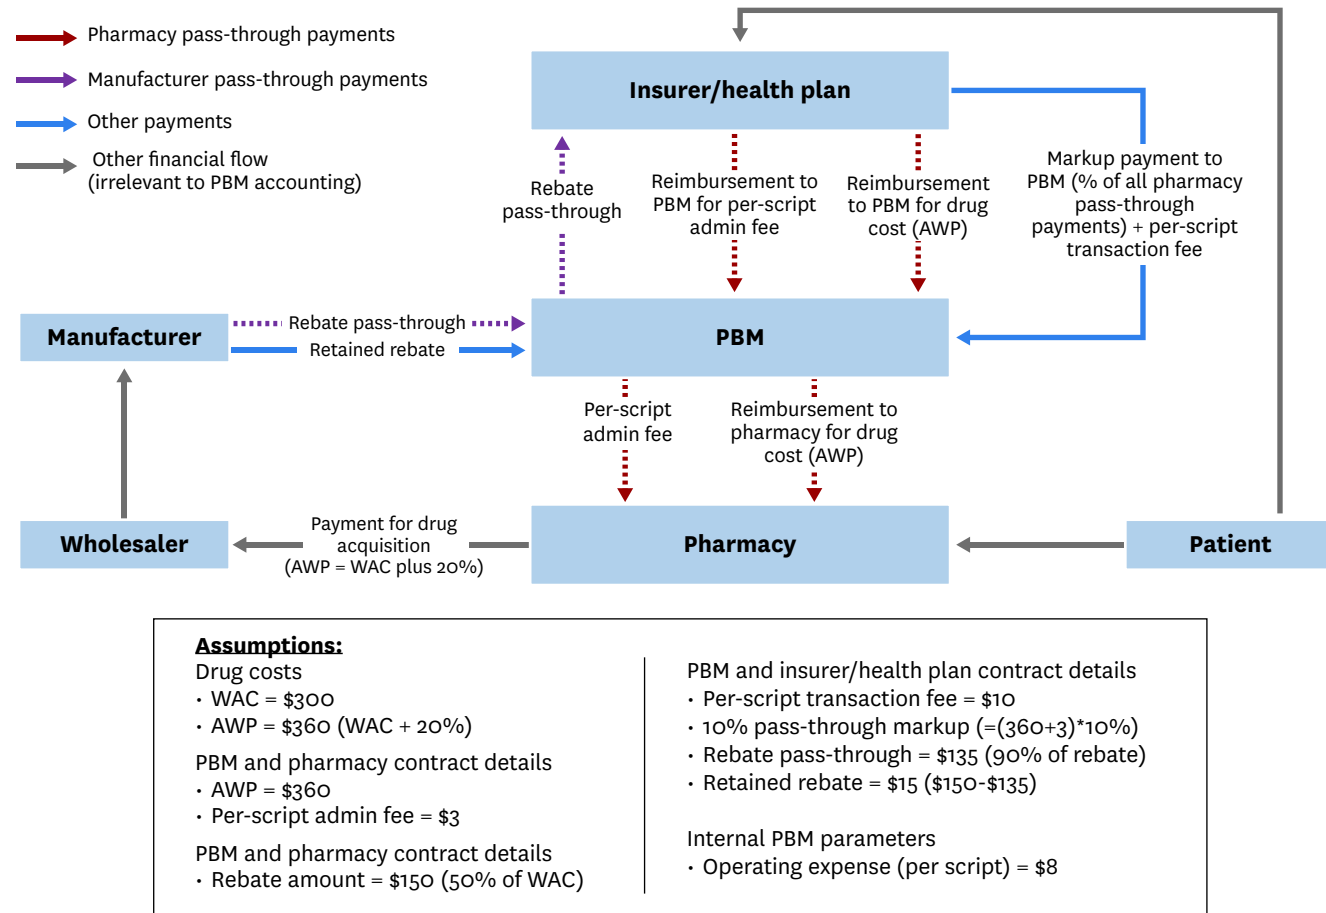 Pharmacy pass-through payments
Manufacturer pass-through payments
Other payments
Other financial flow
(irrelevant to PBM accounting)
Insurer/health plan
Rebate
pass-through
Reimbursement to
PBM for per-script
admin fee
Reimbursement
to PBM for drug
cost (AWP)
Markup payment to
PBM (% of all pharmacy
pass-through
payments) + per-script
transaction fee
Manufacturer
Rebate pass-through
Retained rebate
PBM
Per-script
admin fee
Reimbursement to
pharmacy for drug
cost (AWP)
Wholesaler
Payment for drug
acquisition
(AWP = WAC plus 20%)
Pharmacy
Patient
Assumptions:
Drug costs
· WAC = $300
· AWP = $360 (WAC + 20%)
PBM and pharmacy contract details
· AWP = $360
· Per-script admin fee = $3
PBM and pharmacy contract details
· Rebate amount = $150 (50% of WAC)
PBM and insurer/health plan contract details
· Per-script transaction fee = $10
· 10% pass-through markup (=(360+3)*10%)
· Rebate pass-through = $135 (90% of rebate)
· Retained rebate = $15 ($150-$135)
Internal PBM parameters
· Operating expense (per script) = $8